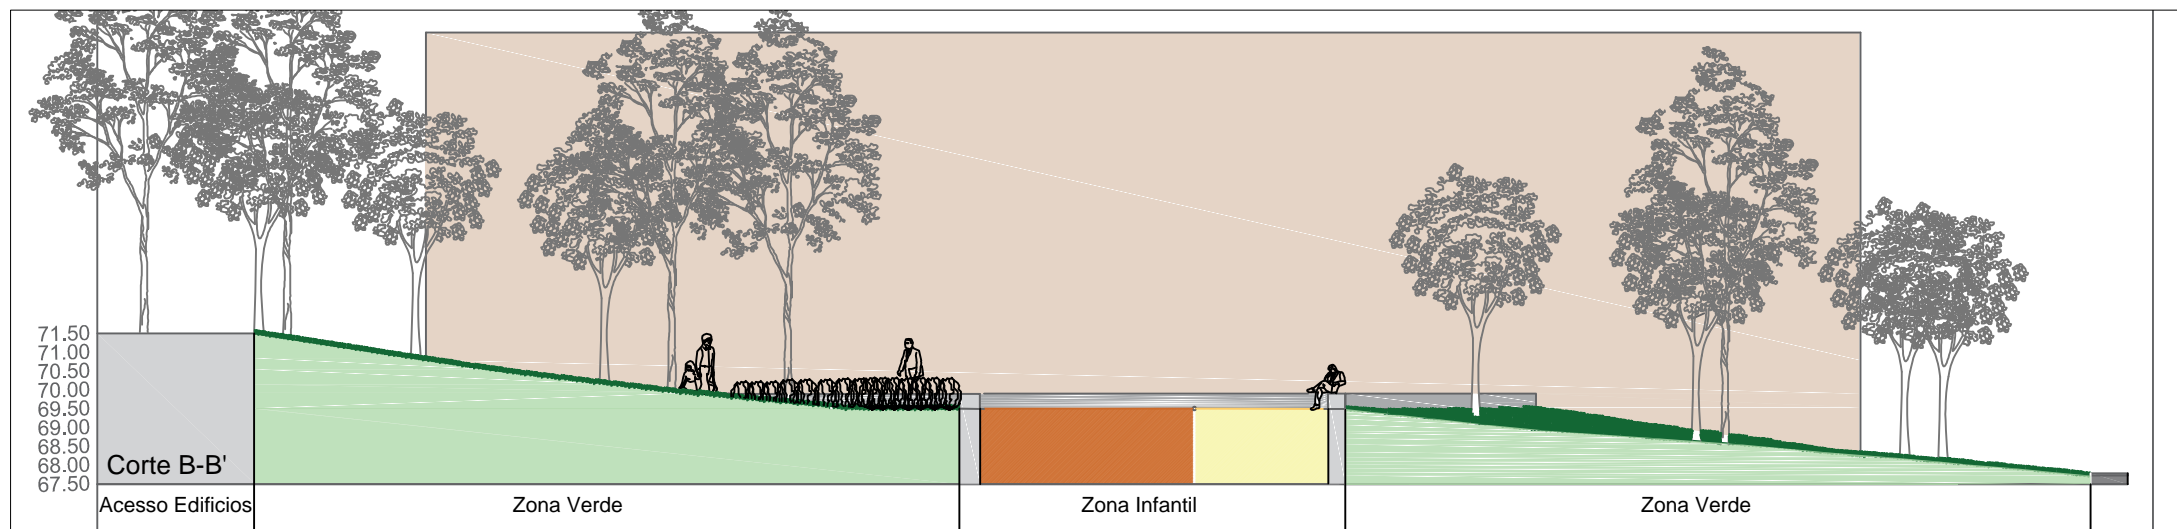 71.50
71.00
70.50
70.00
69.50
69.00
68.50
68.00
67.50
Corte B-B'
Acesso Edificios
Zona Verde
Zona Infantil
Zona Verde